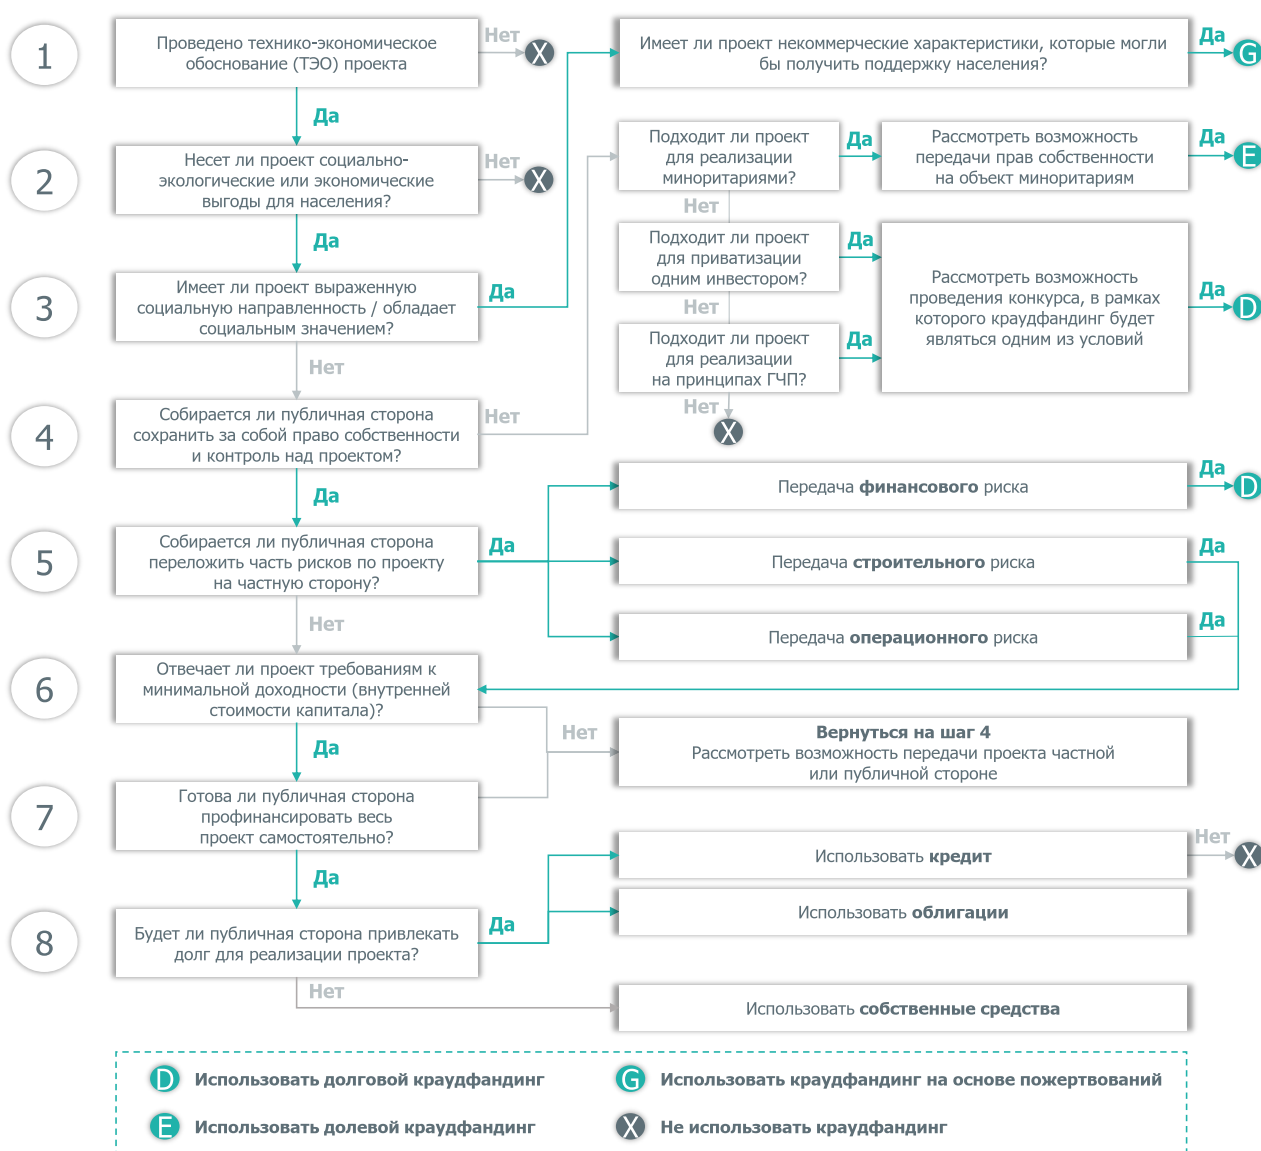 1
Проведено технико-экономическое
обоснование (ТЭО) проекта
Нет
X
Имеет ли проект некоммерческие характеристики, которые могли
бы получить поддержку населения?
Да
G
Да
2
Несет ли проект социально-
экологические или экономические
выгоды для населения?
Нет
X
Подходит ли проект
для реализации
миноритариями?
Да
Рассмотреть возможность
передачи прав собственности
на объект миноритариям
Да
E
Нет
Да
Подходит ли проект
для приватизации
одним инвестором?
Да
Рассмотреть возможность
проведения конкурса, в рамках
которого краудфандинг будет
являться одним из условий
Да
D
3
Имеет ли проект выраженную
социальную направленность / обладает
социальным значением?
Да
Нет
Подходит ли проект
для реализации
на принципах ГЧП?
Да
Нет
Нет
X
4
Собирается ли публичная сторона
сохранить за собой право собственности
и контроль над проектом?
Нет
Да
Передача финансового риска
Да
D
5
Собирается ли публичная сторона
переложить часть рисков по проекту
на частную сторону?
Да
Передача строительного риска
Да
Нет
Передача операционного риска
Да
6
Отвечает ли проект требованиям к
минимальной доходности (внутренней
стоимости капитала)?
Нет
Да
Вернуться на шаг 4
Рассмотреть возможность передачи проекта частной
или публичной стороне
7
Готова ли публичная сторона
профинансировать весь
проект самостоятельно?
Да
Использовать кредит
Нет
X
8
Будет ли публичная сторона привлекать
долг для реализации проекта?
Да
Использовать облигации
Нет
Использовать собственные средства
D Использовать долговой краудфандинг
G Использовать краудфандинг на основе пожертвований
E Использовать долевой краудфандинг
X Не использовать краудфандинг